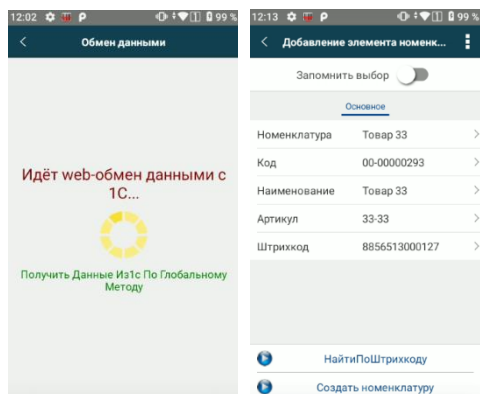 12:02 99 %
Обмен данными
Идёт web-обмен данными с
1С...
Получить Данные Из1с По Глобальному
Методу
12:13 99 %
Добавление элемента номенк...
Запомнить выбор
Основное
Номенклатура Товар 33
Код 00-00000293
Наименование Товар 33
Артикул 33-33
Штрихкод 8856513000127
НайтиПоШтрихкоду
Создать номенклатуру